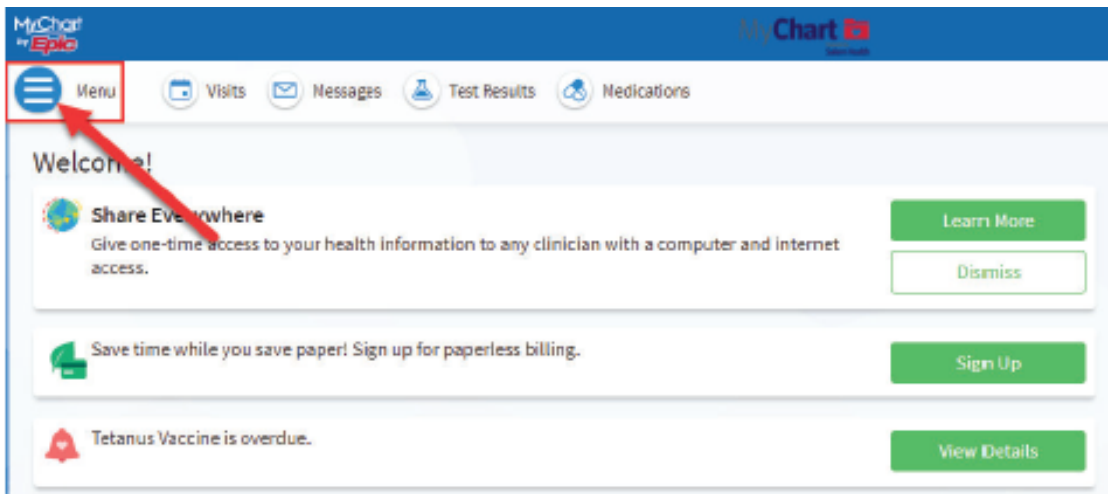 MyChart
by Epic
MyChart
Menu
Visits
Messages
Test Results
Medications
Welcome!
Share Everywhere
Give one-time access to your health information to any clinician with a computer and internet
access.
Learn More
Dismiss
Save time while you save paper! Sign up for paperless billing.
Sign Up
Tetanus Vaccine is overdue.
View Details